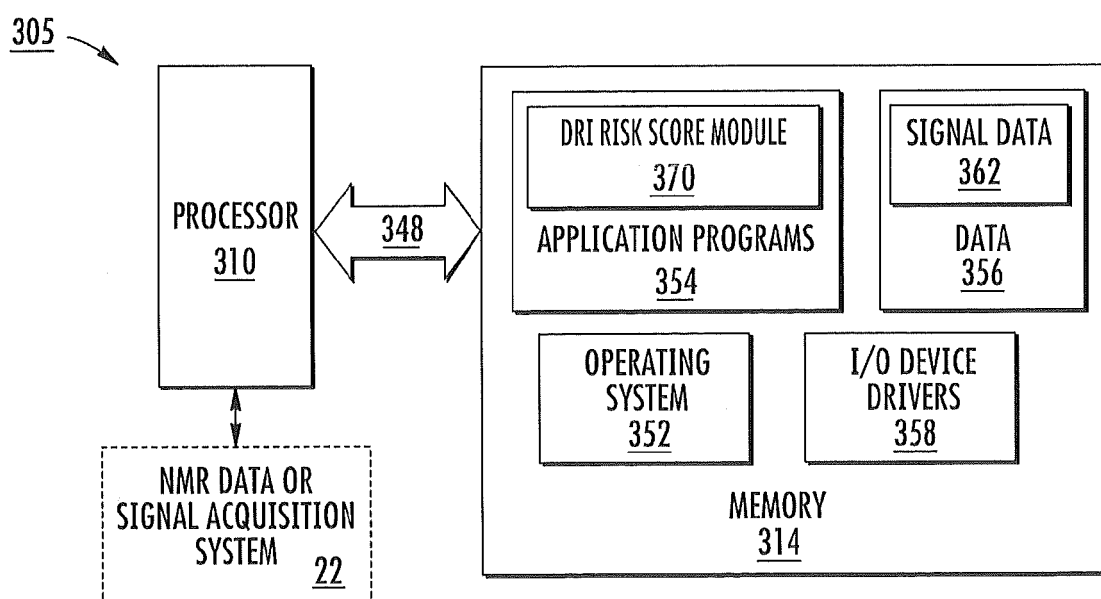 305
PROCESSOR
310
348
DRI RISK SCORE MODULE
370
APPLICATION PROGRAMS
354
SIGNAL DATA
362
DATA
356
OPERATING
SYSTEM
352
I/O DEVICE
DRIVERS
358
MEMORY
314
NMR DATA OR
SIGNAL ACQUISITION
SYSTEM
22